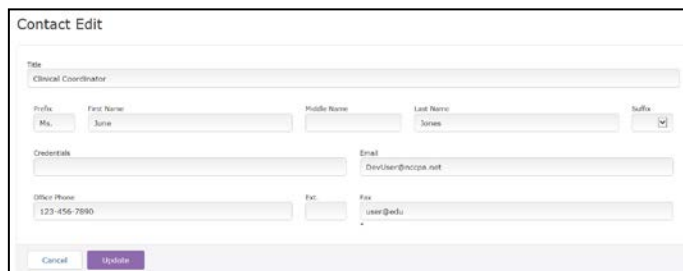 Contact Edit
Title
Clinical Coordinator
Prefix First Name Middle Name Last Name Suffix
Ms. June Jones
Credentials Email
DevUser@nccpa.net
Office Phone Ext. Fax
123-456-7890 user@edu
Cancel Update